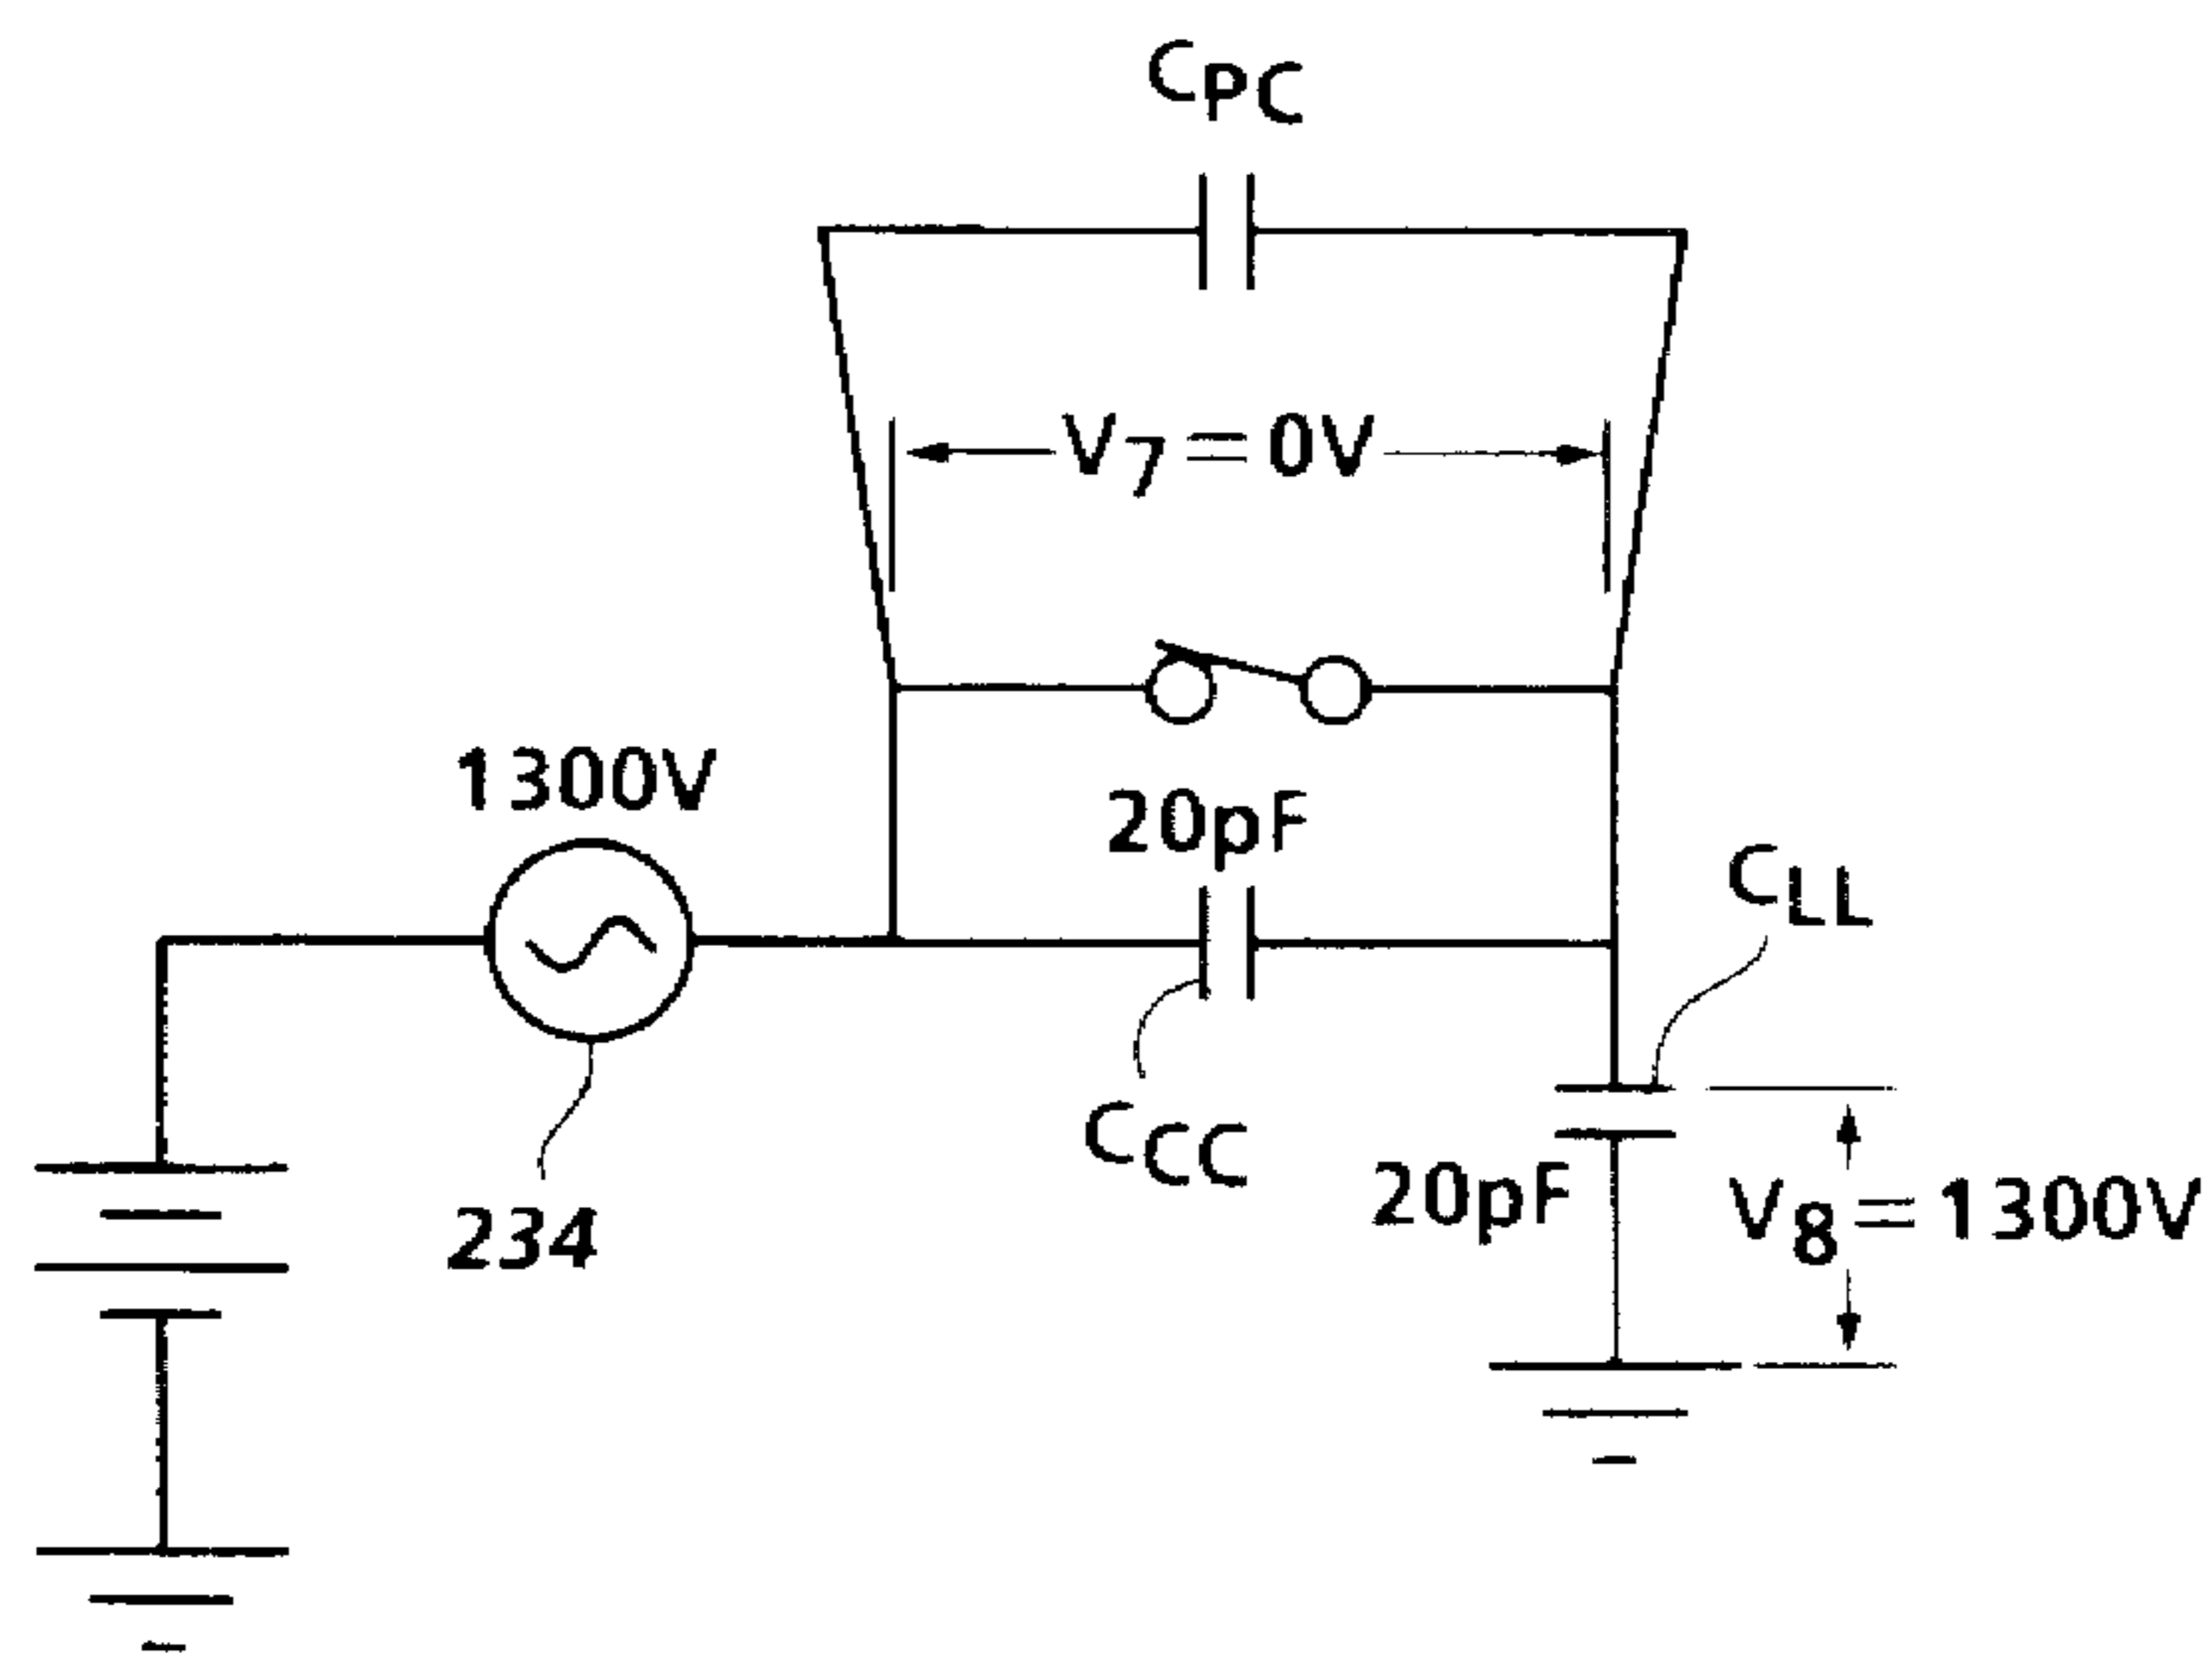 CPC
V7 = 0V
1300V
20pF
CLL
CCC
20pF
V8 = 1300V
234